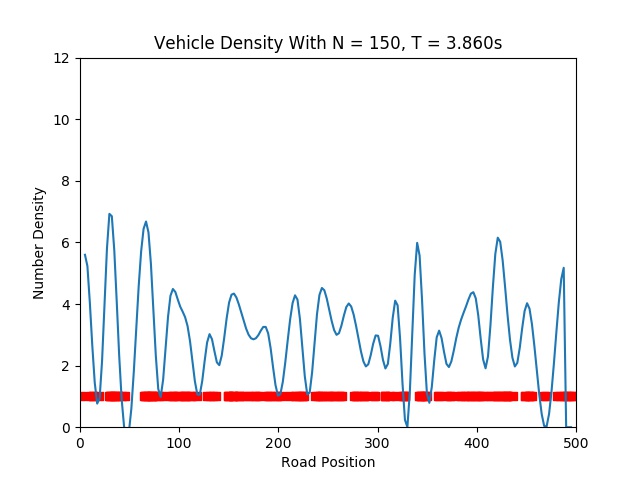 Vehicle Density With N = 150, T = 3.860s
12
10
8
6
4
2
0
Number Density
0 100 200 300 400 500
Road Position